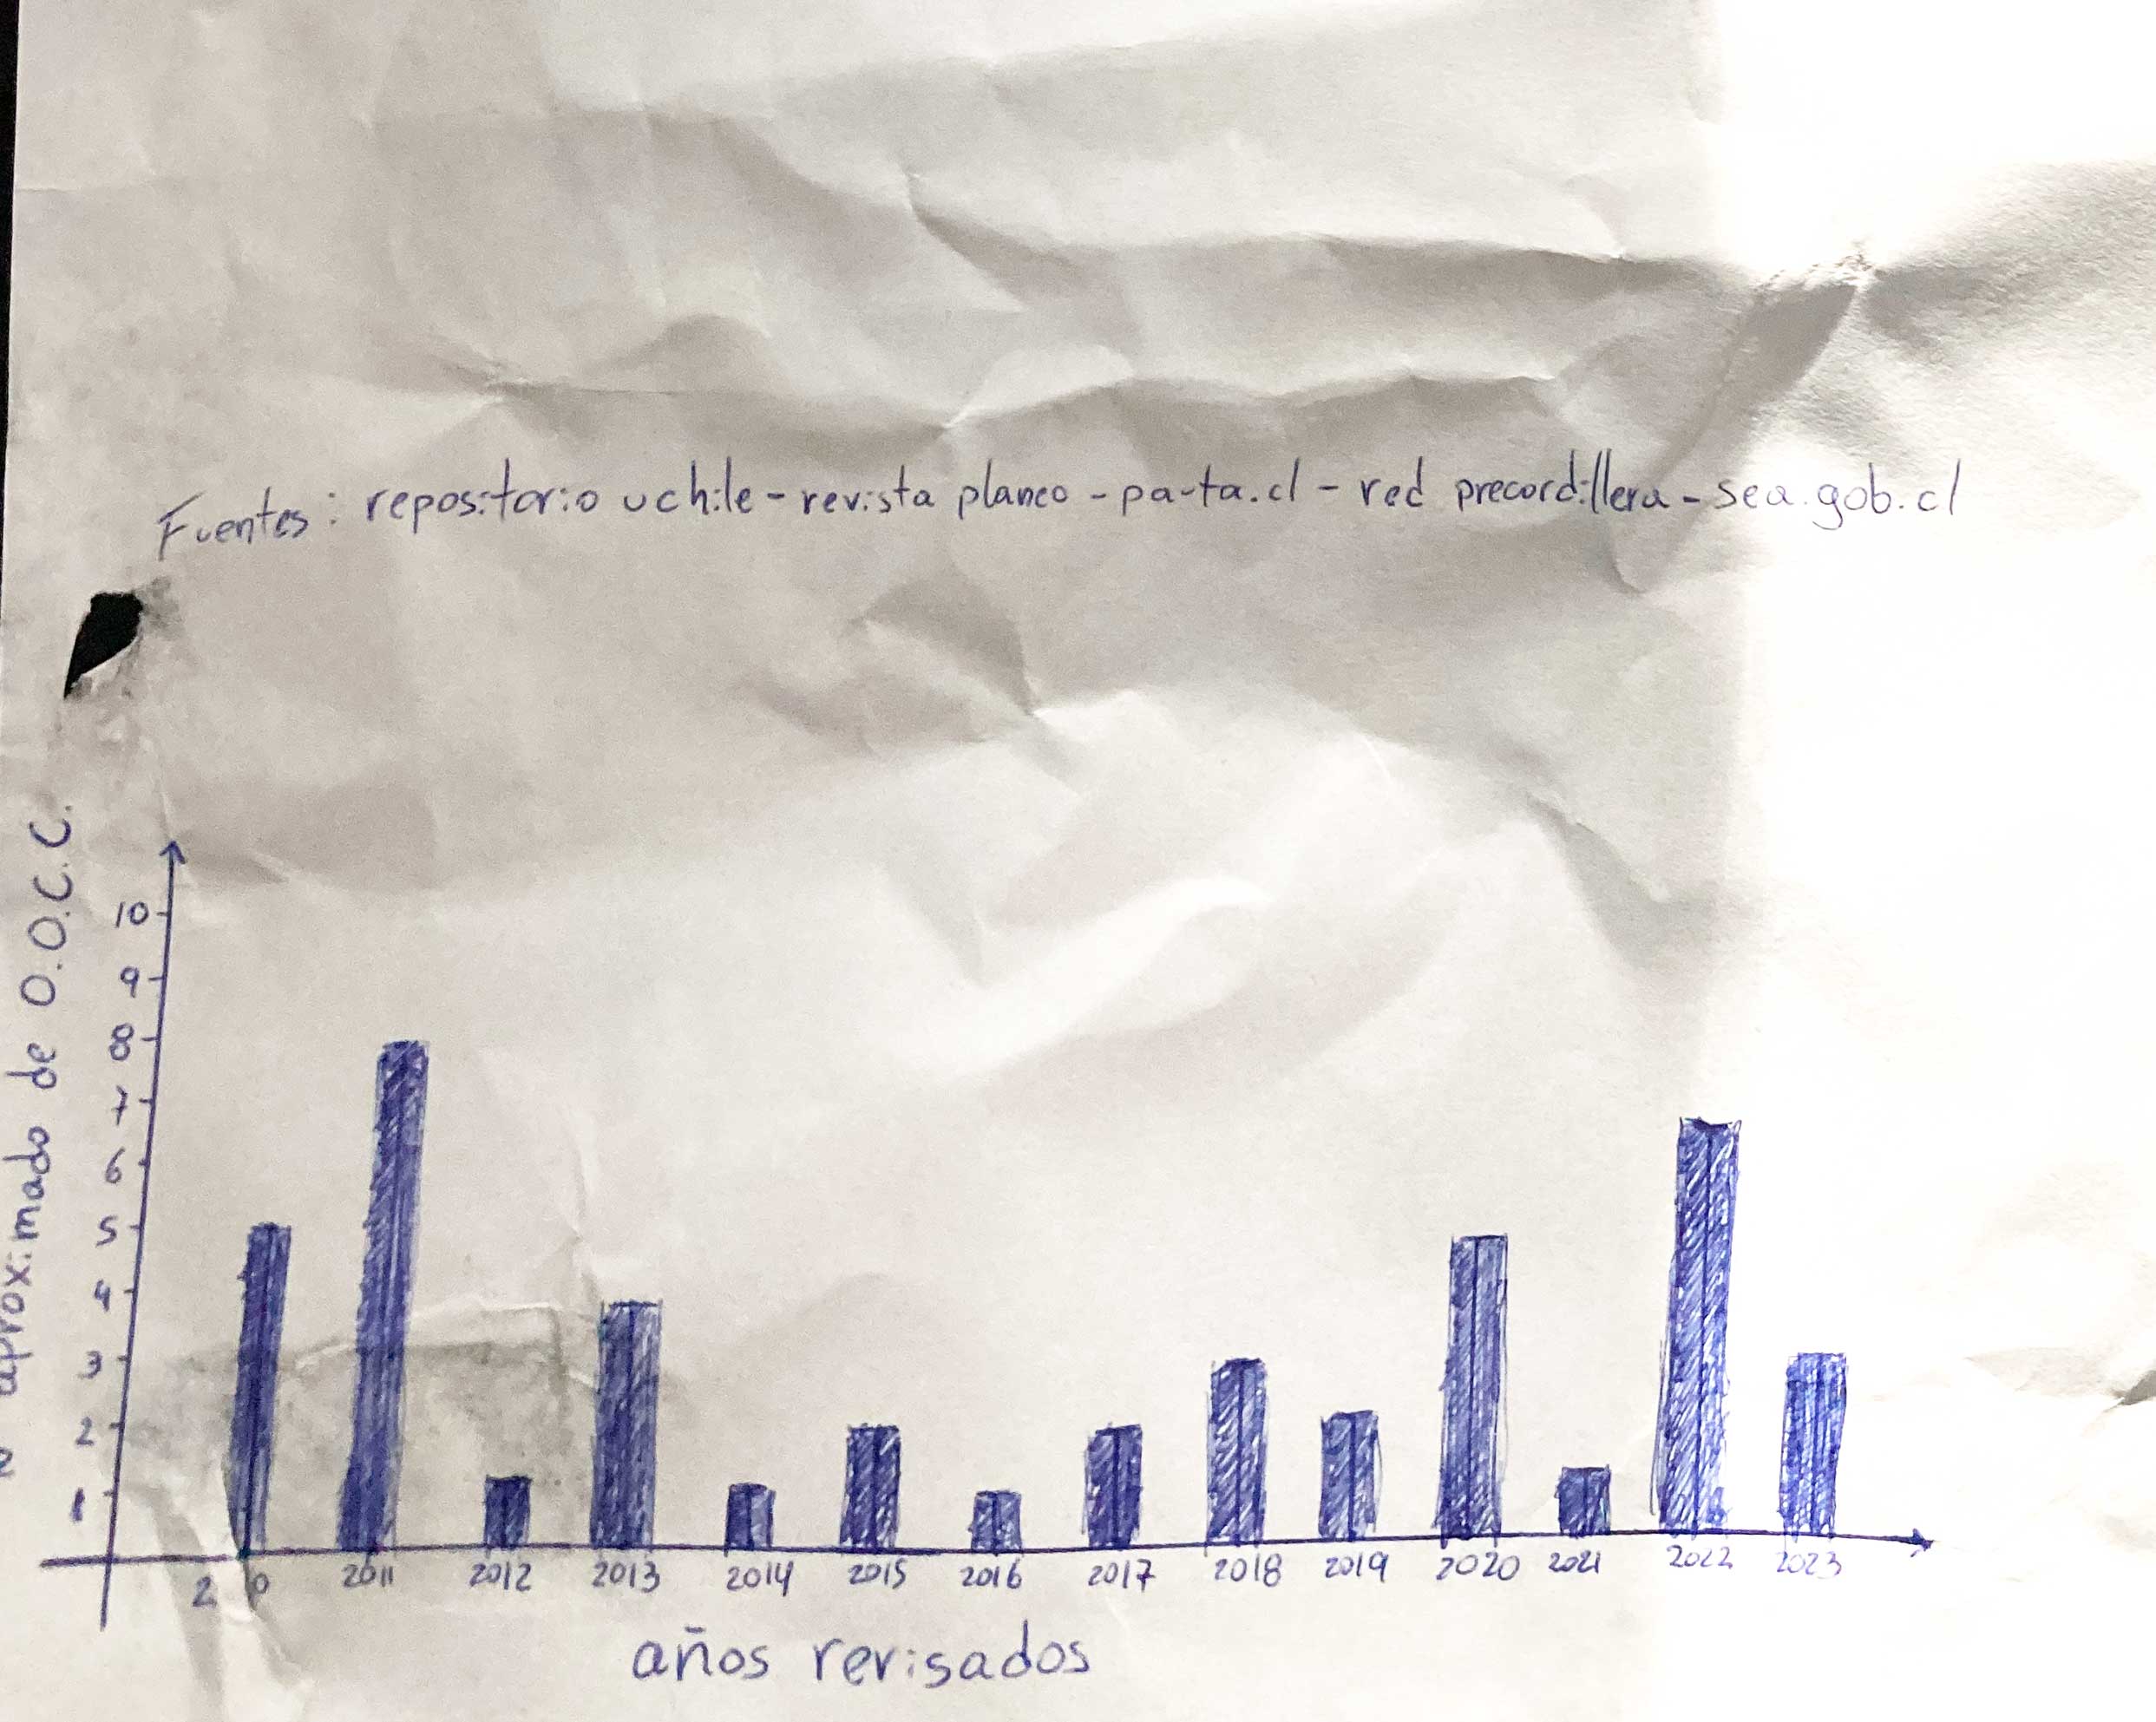 Fuentes: repositorio uchile - revista planeo - pa-ta.cl - red precordillera - sea.gob.cl
aproximado de O.O.C.C.
10
9
8
7
6
5
4
3
2
1
2011 2012 2013 2014 2015 2016 2017 2018 2019 2020 2021 2022 2023
años revisados